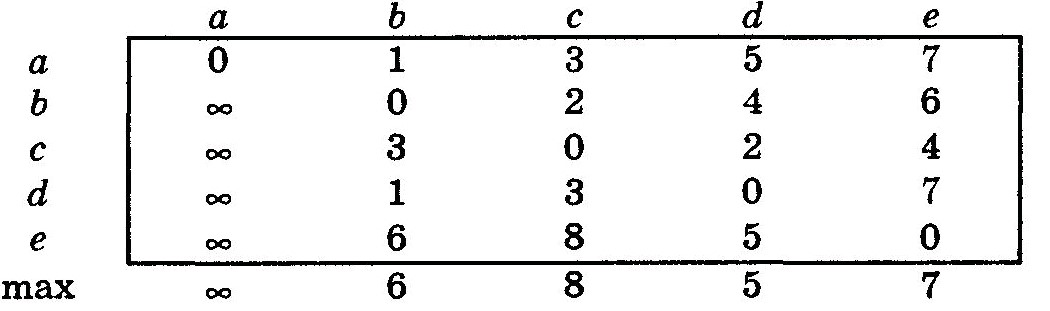 a b c d e
a 0 1 3 5 7
b ∞ 0 2 4 6
c ∞ 3 0 2 4
d ∞ 1 3 0 7
e ∞ 6 8 5 0
max ∞ 6 8 5 7